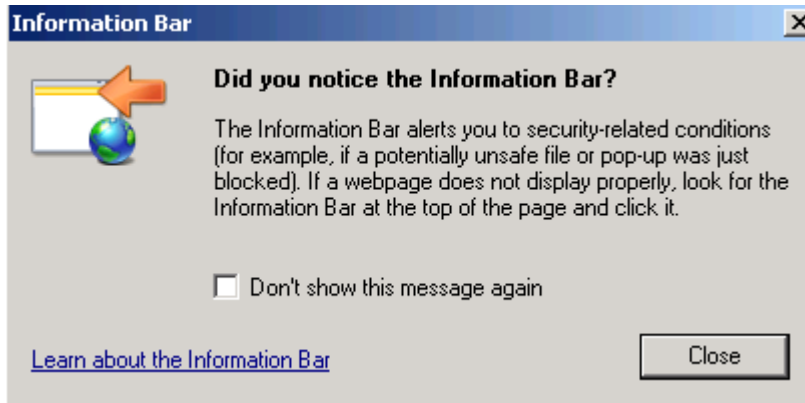 Information Bar
Did you notice the Information Bar?
The Information Bar alerts you to security-related conditions
(for example, if a potentially unsafe file or pop-up was just
blocked). If a webpage does not display properly, look for the
Information Bar at the top of the page and click it.
Don't show this message again
Learn about the Information Bar
Close